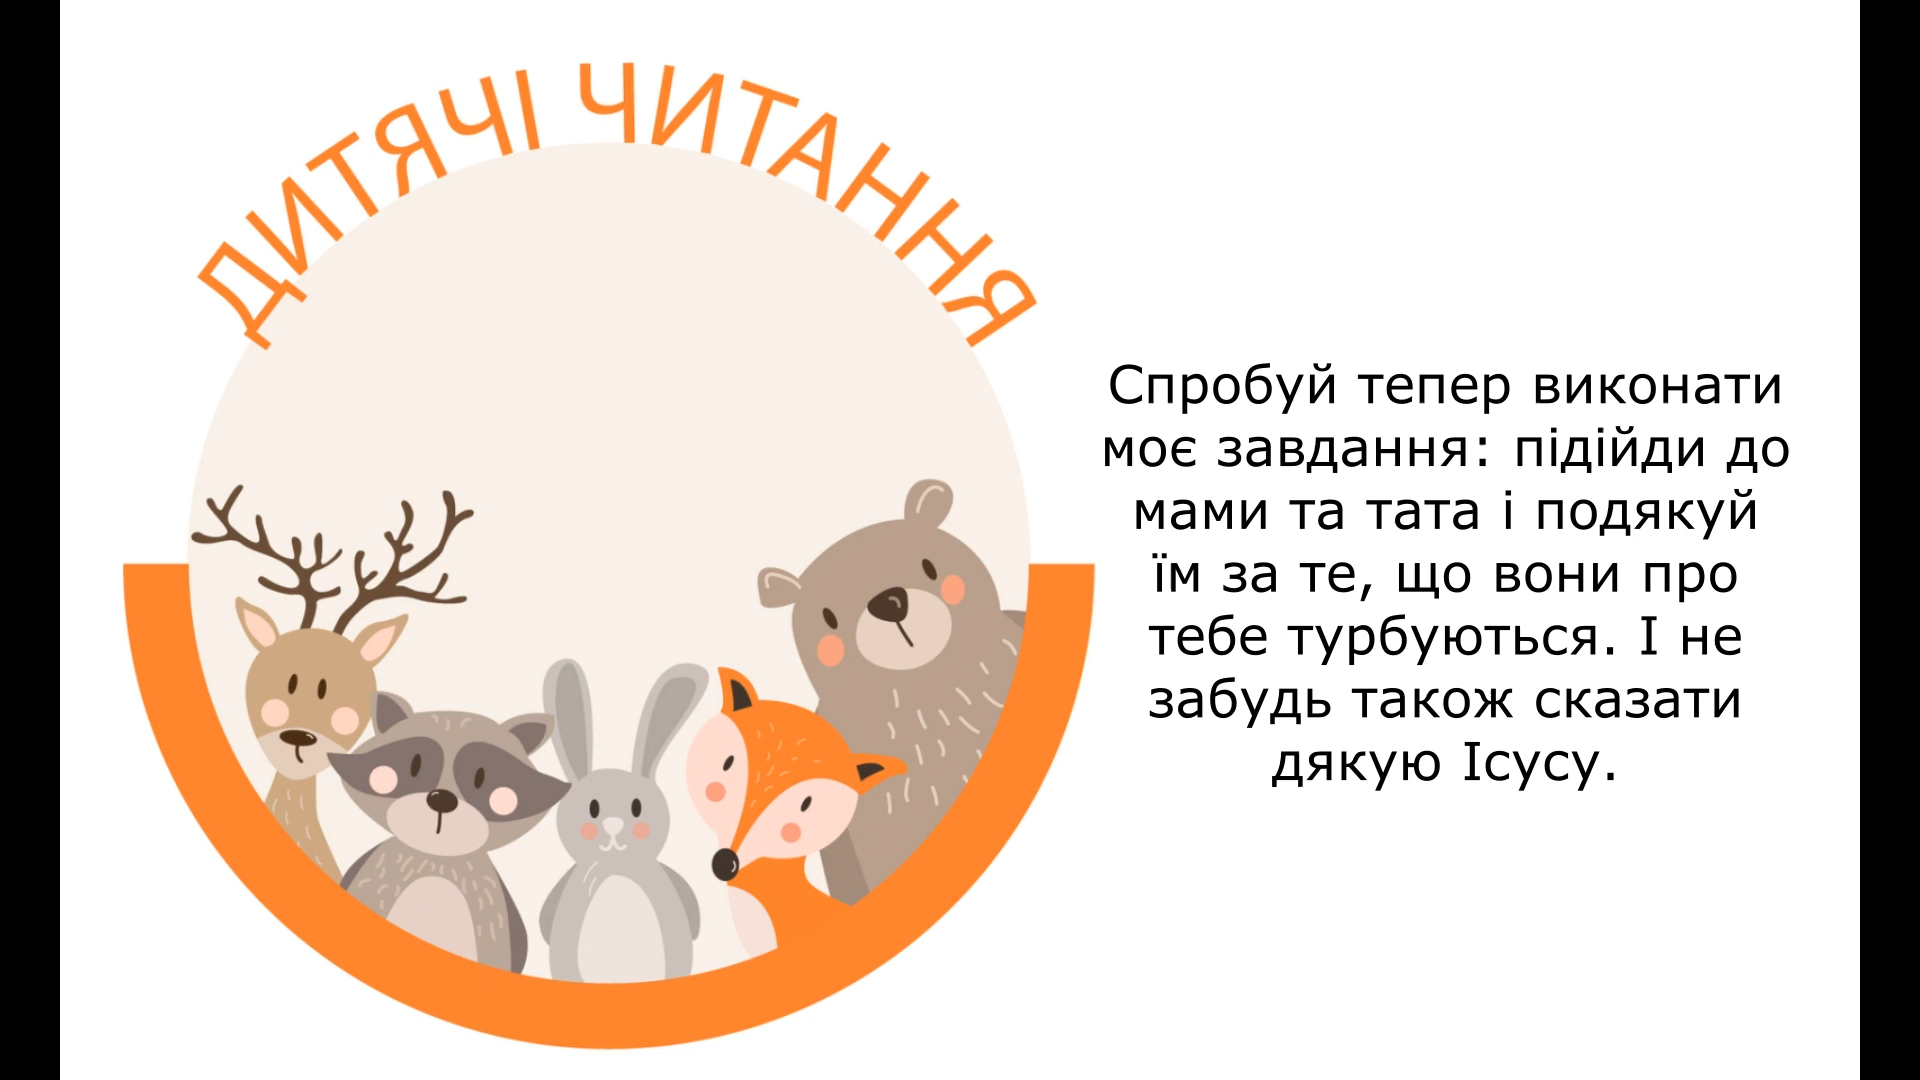 ДИТЯЧІ ЧИТАННЯ
Спробуй тепер виконати
моє завдання: підійди до
мами та тата і подякуй
їм за те, що вони про
тебе турбуються. І не
забудь також сказати
дякую Ісусу.